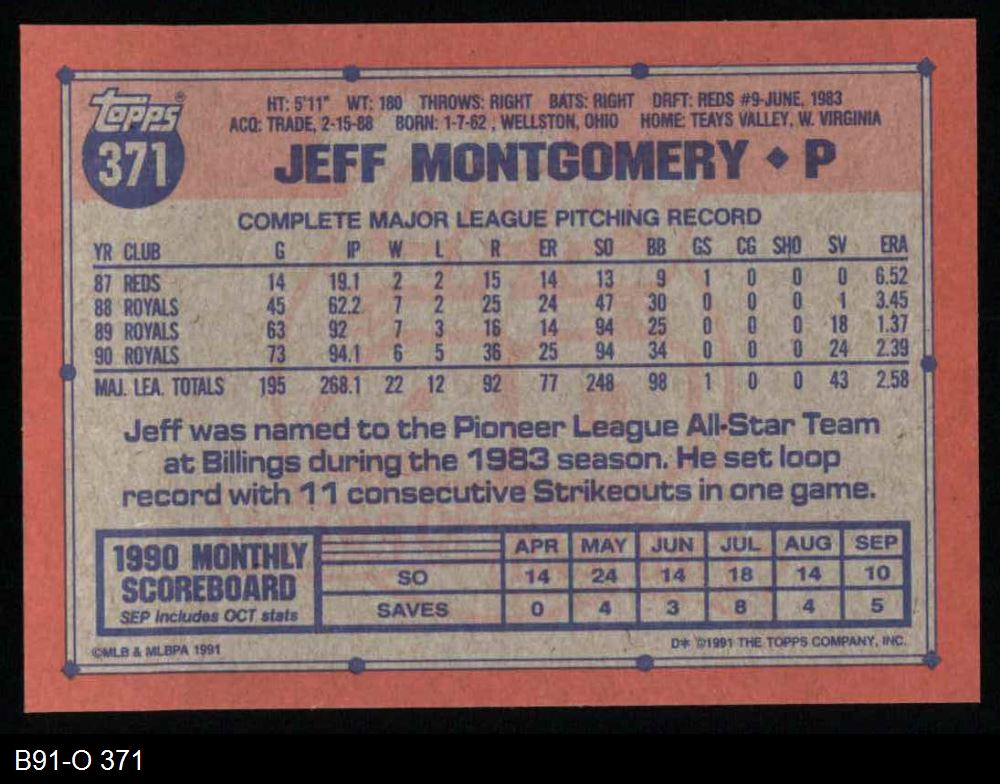 Topps®
371
HT: 5'11" WT: 180 THROWS: RIGHT BATS: RIGHT DRFT: REDS #9-JUNE, 1983
ACQ: TRADE, 2-15-88 BORN: 1-7-62 , WELLSTON, OHIO HOME: TEAYS VALLEY, W. VIRGINIA
JEFF MONTGOMERY ◆ P
COMPLETE MAJOR LEAGUE PITCHING RECORD
YR CLUB G IP W L R ER SO BB GS CG SHO SV ERA
87 REDS 14 19.1 2 2 15 14 13 9 1 0 0 0 6.52
88 ROYALS 45 62.2 7 2 25 24 47 30 0 0 0 1 3.45
89 ROYALS 63 92 7 3 16 14 94 25 0 0 0 18 1.37
90 ROYALS 73 94.1 6 5 36 25 94 34 0 0 0 24 2.39
MAJ. LEA. TOTALS 195 268.1 22 12 92 77 248 98 1 0 0 43 2.58
Jeff was named to the Pioneer League All-Star Team
at Billings during the 1983 season. He set loop
record with 11 consecutive Strikeouts in one game.
1990 MONTHLY
SCOREBOARD
SEP Includes OCT stats
APR MAY JUN JUL AUG SEP
SO 14 24 14 18 14 10
SAVES 0 4 3 8 4 5
©MLB & MLBPA 1991
D* ©1991 THE TOPPS COMPANY, INC.
B91-O 371